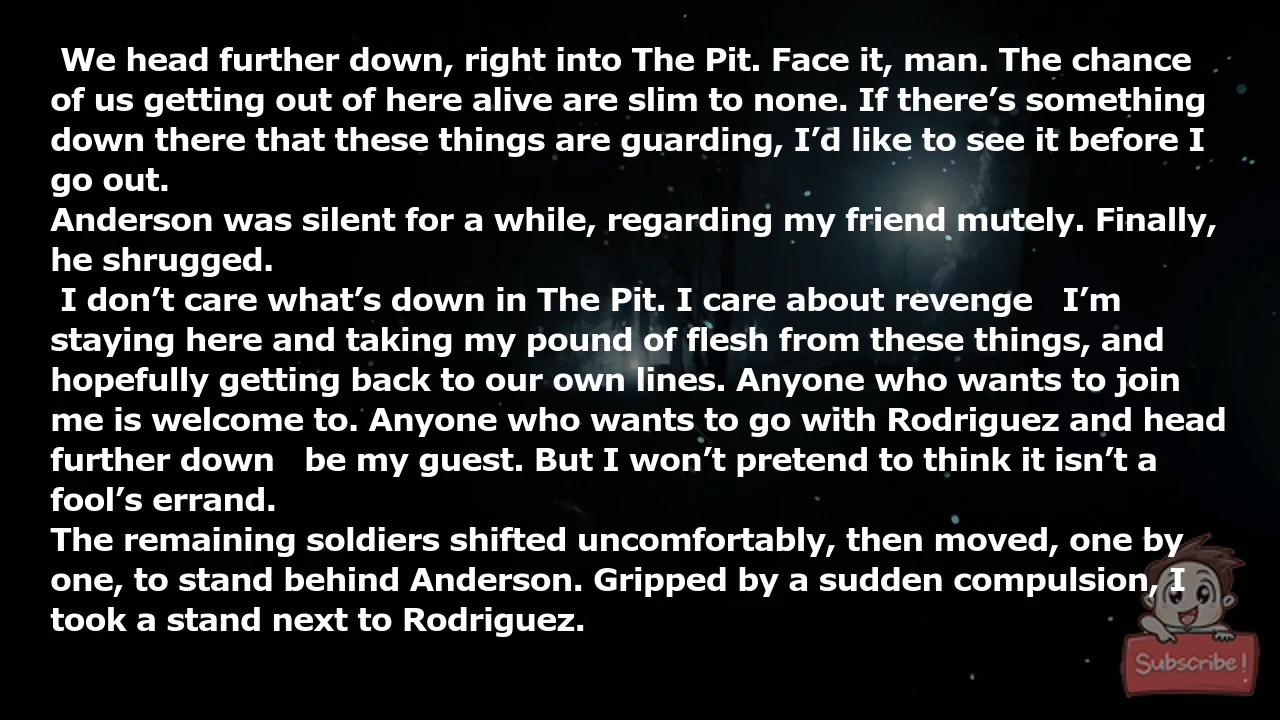 We head further down, right into The Pit. Face it, man. The chance
of us getting out of here alive are slim to none. If there’s something
down there that these things are guarding, I’d like to see it before I
go out.
Anderson was silent for a while, regarding my friend mutely. Finally,
he shrugged.
I don’t care what’s down in The Pit. I care about revenge   I’m
staying here and taking my pound of flesh from these things, and
hopefully getting back to our own lines. Anyone who wants to join
me is welcome to. Anyone who wants to go with Rodriguez and head
further down   be my guest. But I won’t pretend to think it isn’t a
fool’s errand.
The remaining soldiers shifted uncomfortably, then moved, one by
one, to stand behind Anderson. Gripped by a sudden compulsion, I
took a stand next to Rodriguez.
Subscribe!